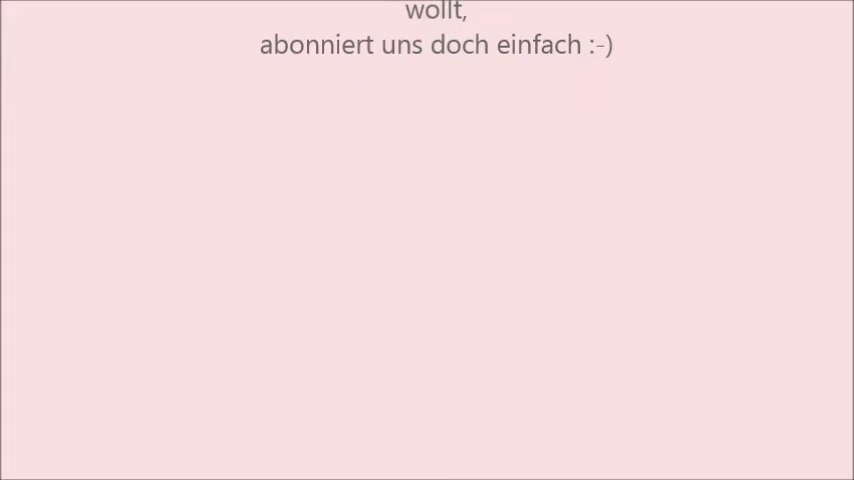 wollt,
abonniert uns doch einfach :-)